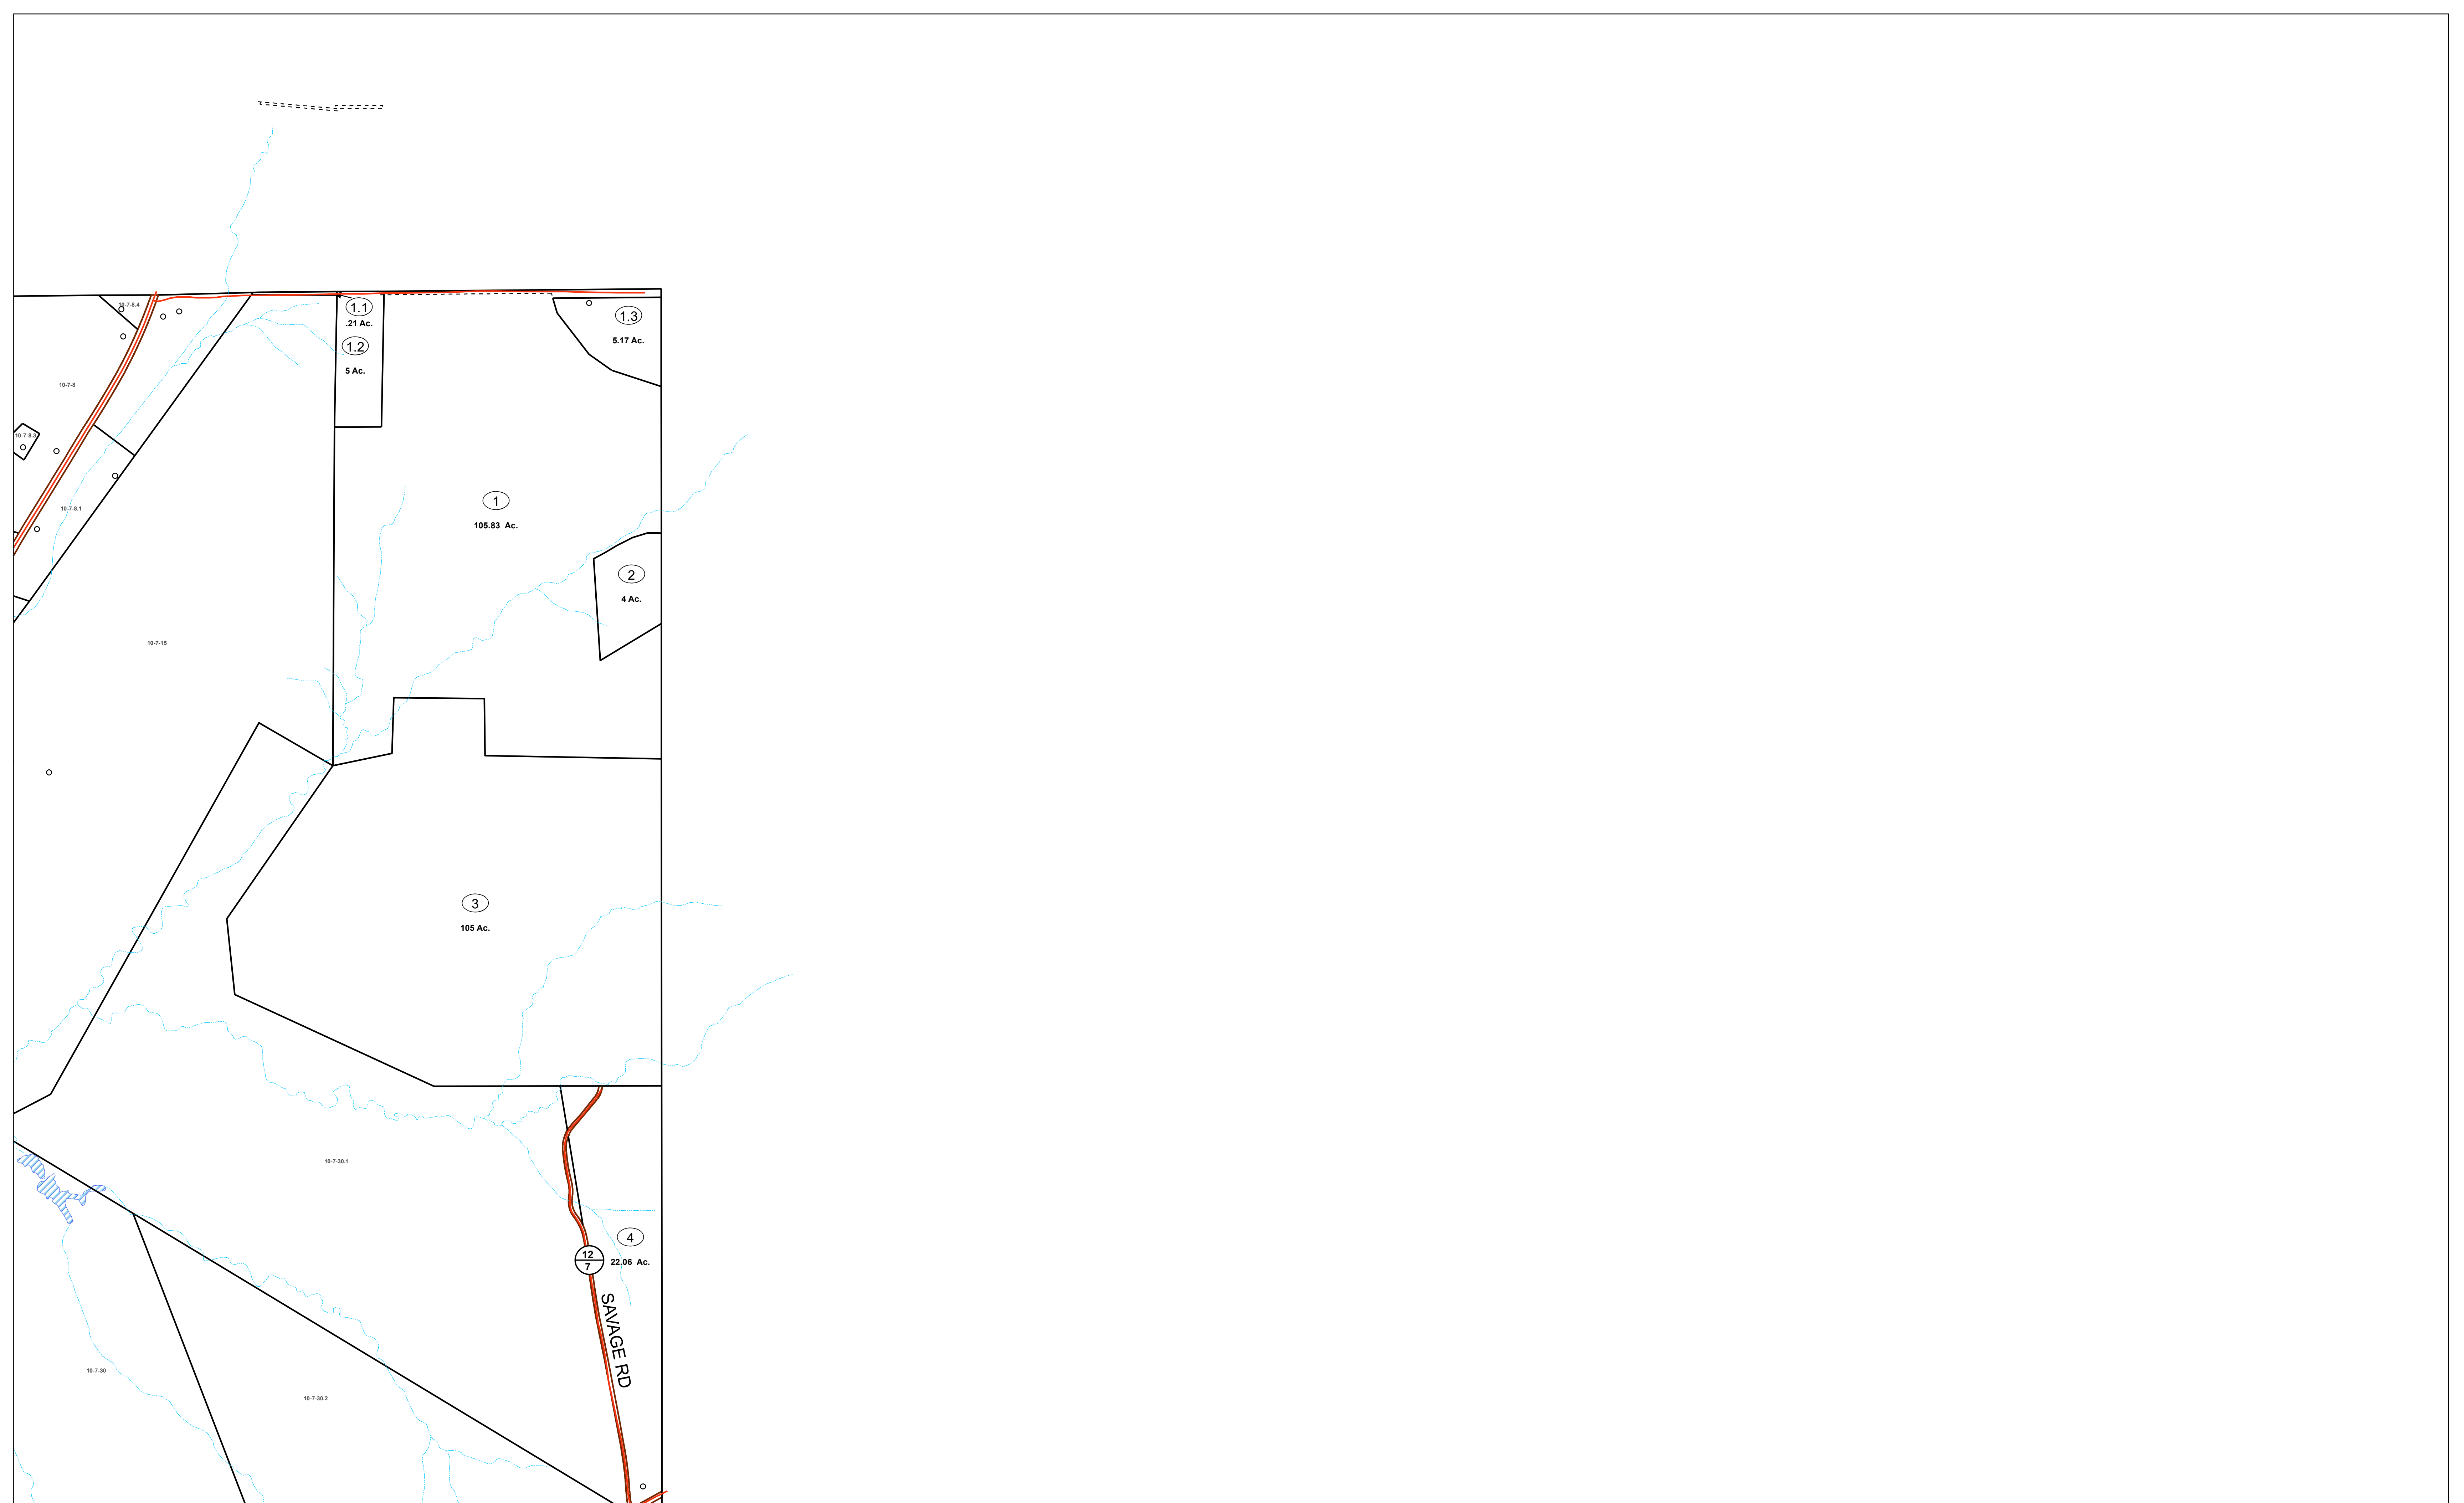 10-7-8.4
1.1
.21 Ac.
1.3
5.17 Ac.
1.2
5 Ac.
10-7-8
10-7-8.3
1
105.83 Ac.
10-7-8.1
2
4 Ac.
10-7-15
3
105 Ac.
10-7-30.1
4
22.06 Ac.
12
7
SAVAGE RD
10-7-30
10-7-30.2